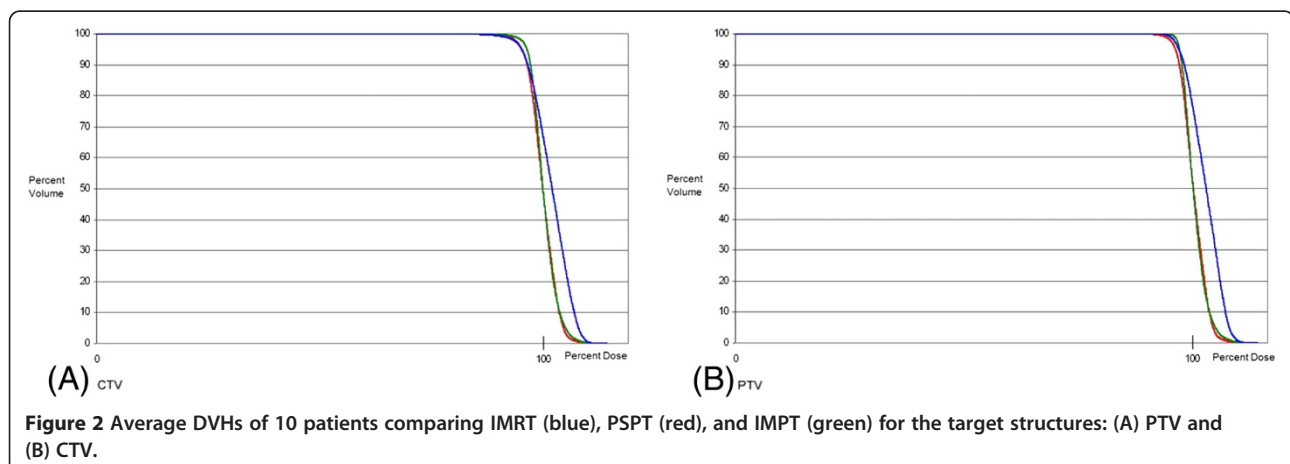 100
90
80
70
60
50
40
30
20
10
0
Percent
Volume
0
100
Percent Dose
(A) CTV
100
90
80
70
60
50
40
30
20
10
0
Percent
Volume
0
100
Percent Dose
(B) PTV
Figure 2 Average DVHs of 10 patients comparing IMRT (blue), PSPT (red), and IMPT (green) for the target structures: (A) PTV and
(B) CTV.